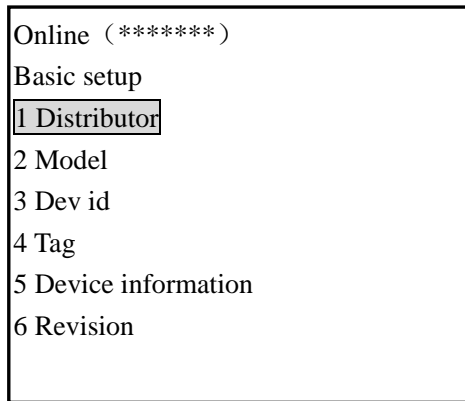 Online（*******）
Basic setup
1 Distributor
2 Model
3 Dev id
4 Tag
5 Device information
6 Revision